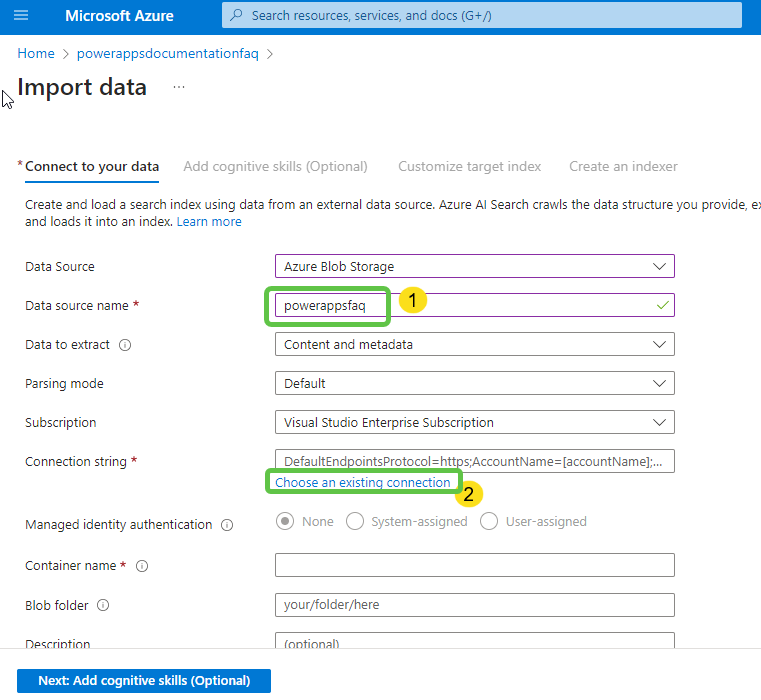 Microsoft Azure
Search resources, services, and docs (G+/)
Home > powerappsdocumentationfaq >
Import data ...
* Connect to your data Add cognitive skills (Optional) Customize target index Create an indexer
Create and load a search index using data from an external data source. Azure AI Search crawls the data structure you provide, e
and loads it into an index. Learn more
Data Source Azure Blob Storage
Data source name * powerappsfaq 1
Data to extract Content and metadata
Parsing mode Default
Subscription Visual Studio Enterprise Subscription
Connection string * DefaultEndpointsProtocol=https;AccountName=[accountName];...
Choose an existing connection 2
Managed identity authentication None System-assigned User-assigned
Container name *
Blob folder your/folder/here
Description (optional)
Next: Add cognitive skills (Optional)